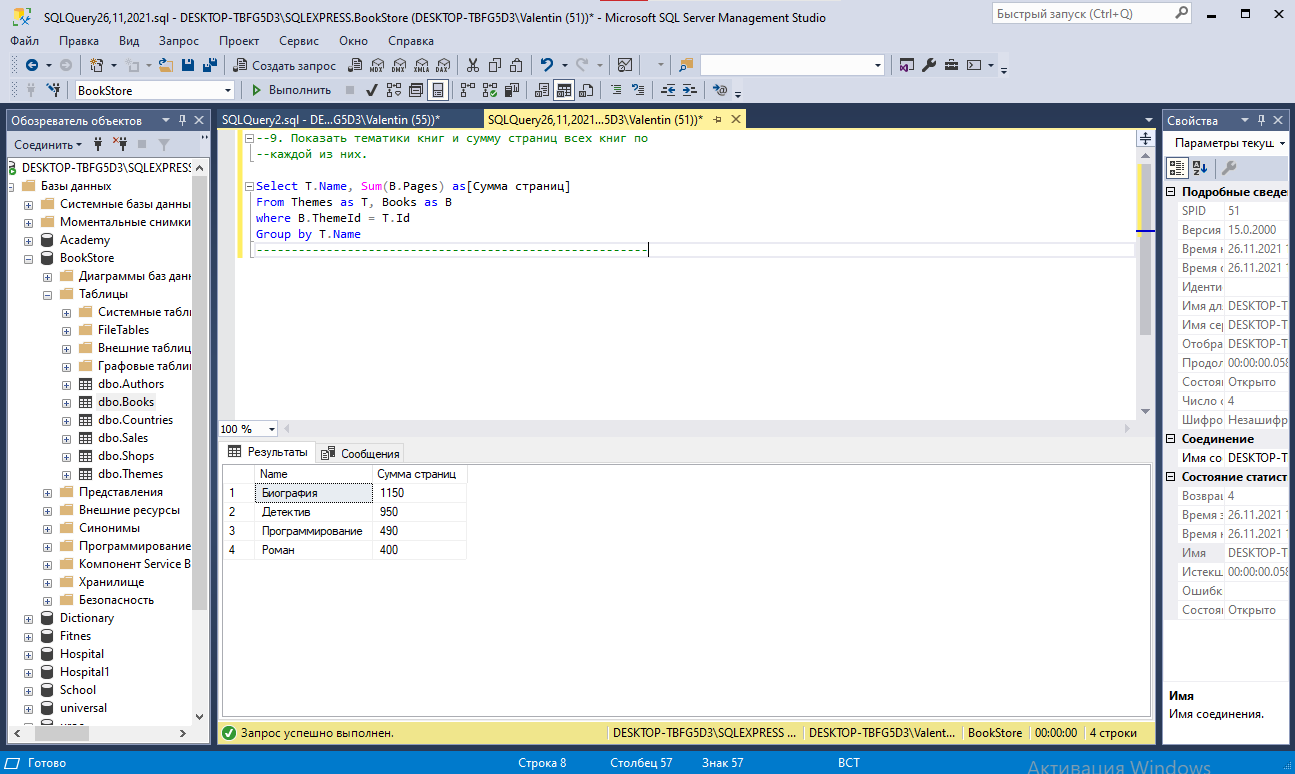 SQLQuery26,11,2021.sql - DESKTOP-TBFG5D3\SQLEXPRESS.BookStore (DESKTOP-TBFG5D3\Valentin (51))* - Microsoft SQL Server Management Studio
Быстрый запуск (Ctrl+Q)
Файл Правка Вид Запрос Проект Сервис Окно Справка
Создать запрос MDX DMX XMLA DAX
BookStore Выполнить
Обозреватель объектов
Соединить
DESKTOP-TBFG5D3\SQLEXPRESS
Базы данных
Системные базы данны
Моментальные снимки
Academy
BookStore
Диаграммы баз данн
Таблицы
Системные табли
FileTables
Внешние таблиц
Графовые таблиц
dbo.Authors
dbo.Books
dbo.Countries
dbo.Sales
dbo.Shops
dbo.Themes
Представления
Внешние ресурсы
Синонимы
Программирование
Компонент Service B
Хранилище
Безопасность
Dictionary
Fitnes
Hospital
Hospital1
School
universal
SQLQuery2.sql - DE...G5D3\Valentin (55))*
SQLQuery26,11,2021...5D3\Valentin (51))*
--9. Показать тематики книг и сумму страниц всех книг по
--каждой из них.
Select T.Name, Sum(B.Pages) as[Сумма страниц]
From Themes as T, Books as B
where B.ThemeId = T.Id
Group by T.Name
--------------------------------------------------------
100 %
Результаты Сообщения
Name Сумма страниц
1 Биография 1150
2 Детектив 950
3 Программирование 490
4 Роман 400
Запрос успешно выполнен. DESKTOP-TBFG5D3\SQLEXPRESS ... DESKTOP-TBFG5D3\Valent... BookStore 00:00:00 4 строки
Свойства
Параметры текущ
Подробные сведе
SPID 51
Версия 15.0.2000
Время н 26.11.2021 1
Время о 26.11.2021 1
Иденти
Имя дл DESKTOP-T
Имя сер DESKTOP-T
Отобра DESKTOP-T
Продол 00:00:00.058
Состоя Открыто
Число с 4
Шифро Незашифр
Соединение
Имя со DESKTOP-T
Состояние статист
Возвращ 4
Время з 26.11.2021 1
Время н 26.11.2021 1
Имя DESKTOP-T
Истекш 00:00:00.058
Ошибк
Состоя Открыто
Имя
Имя соединения.
Готово Строка 8 Столбец 57 Знак 57 ВСТ
Активация Windows